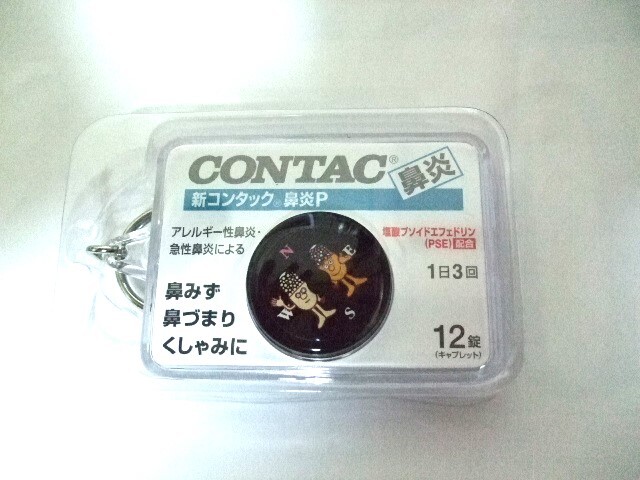 CONTAC®
鼻炎
新コンタック® 鼻炎P
アレルギー性鼻炎・
急性鼻炎による
鼻みず
鼻づまり
くしゃみに
N
E
W
S
塩酸プソイドエフェドリン
(PSE)配合
1日3回
12錠
(キャプレット)